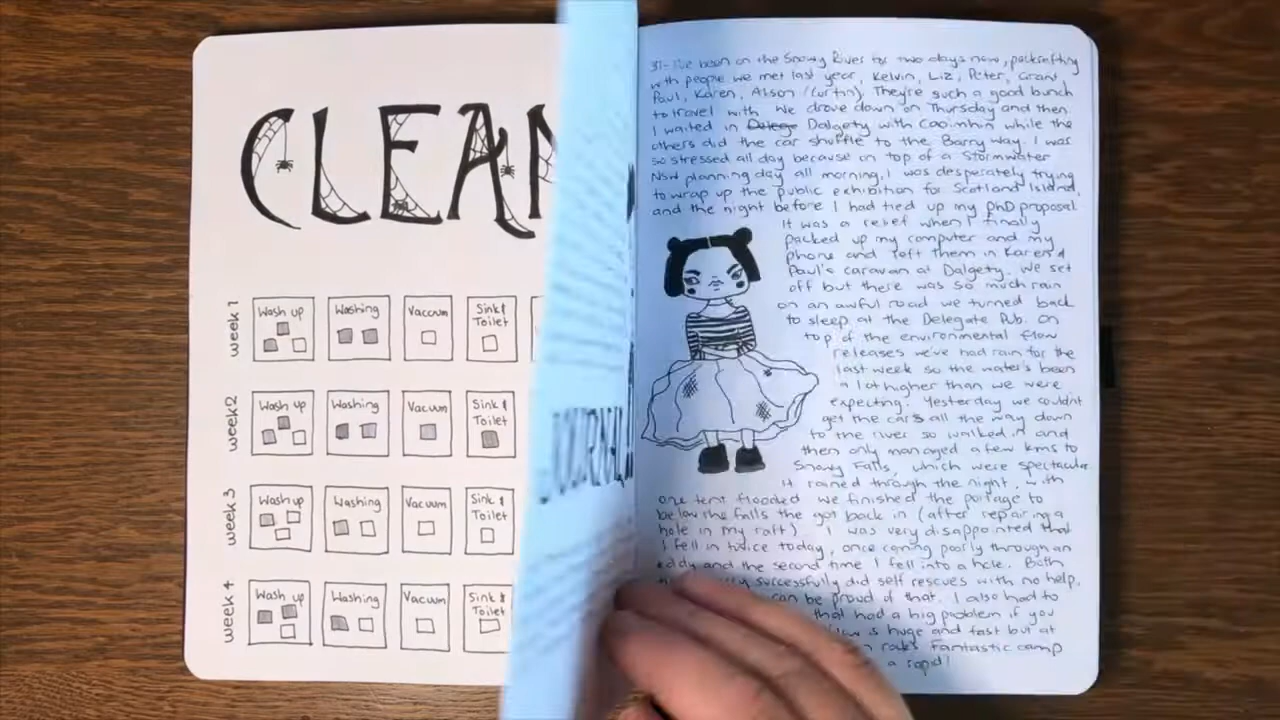 CLEAN
week 1
Wash up
Washing
Vaccum
Sink &
Toilet
week 2
Wash up
Washing
Vacuum
Sink &
Toilet
week 3
Wash up
Washing
Vacuum
Sink &
Toilet
week 4
Wash up
Washing
Vacuum
Sink &
Toilet
JOURNAL
31- I've been on the Snowy River for two days now, packrafting
with people we met last year, Kelvin, Liz, Peter, Grant,
Paul, Karen, Alison (Curtin). They're such a good bunch
to travel with. We drove down on Thursday and then
I waited in Delege Dalgety with Caoimhin while the
others did the car shuffle to the Barry Way. I was
so stressed all day because on top of a Stormwater
NSW planning day all morning, I was desperately trying
to wrap up the public exhibition for Scotland Island,
and the night before I had tied up my PhD proposal
It was a relief when I finally
packed up my computer and my
phone and left them in Karen &
Paul's caravan at Dalgety. We set
off but there was so much rain
on an awful road we turned back
to sleep at the Delegate Pub. On
top of the environmental flow
releases we've had rain for the
last week so the water's been
a lot higher than we were
expecting. Yesterday we couldn't
get the cars all the way down
to the river so walked in and
then only managed a few kms to
Snowy Falls, which were spectacular
It rained through the night, with
one tent flooded we finished the portage to
below the falls the got back in (after repairing a
hole in my raft) I was very disappointed that
I fell in twice today, once coming poorly through an
eddy and the second time I fell into a hole. Both
successfully did self rescues with no help,
can be proud of that. I also had to
that had a big problem if you
is huge and fast but at
fantastic camp
a rapid!